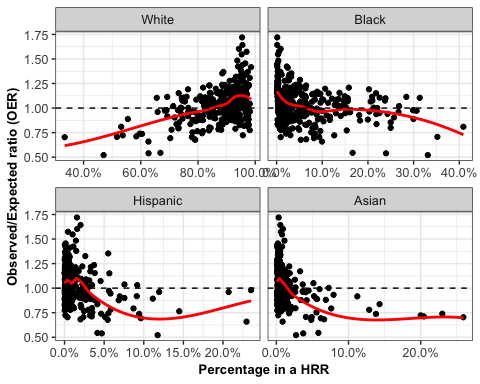 White Black
1.75
1.50
1.25
1.00
0.75
0.50
40.0% 60.0% 80.0% 100.0% 0.0% 10.0% 20.0% 30.0% 40.0%
Hispanic Asian
1.75
1.50
1.25
1.00
0.75
0.50
0.0% 5.0% 10.0% 15.0% 20.0% 0.0% 10.0% 20.0%
Observed/Expected ratio (OER)
Percentage in a HRR